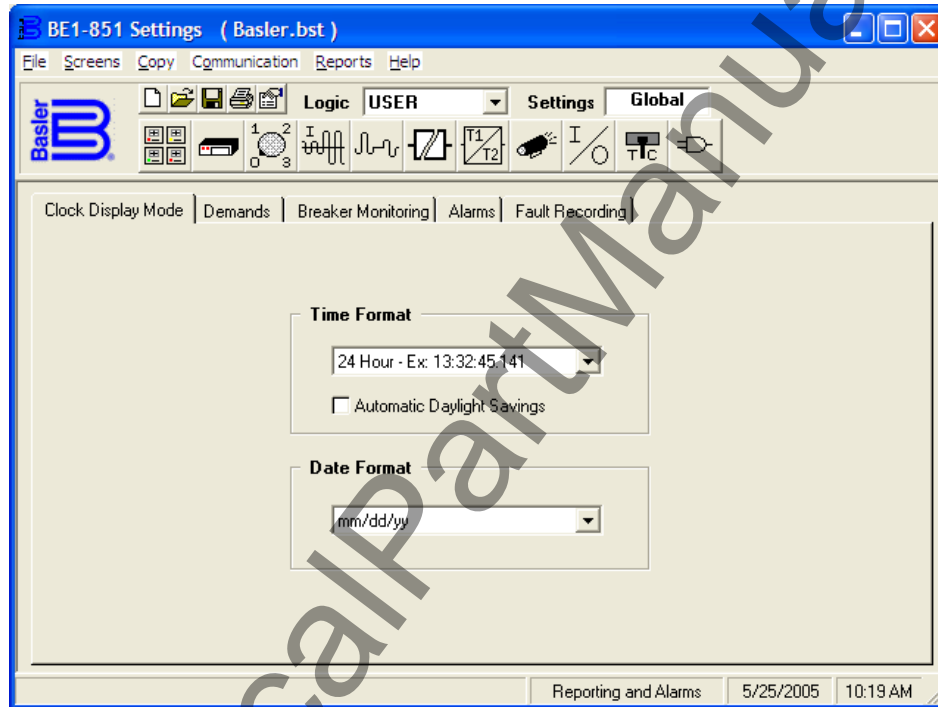 BE1-851 Settings ( Basler.bst )
File Screens Copy Communication Reports Help
Basler
Logic USER Settings Global
1 2 0 3 I T1 T2 I O T C
Clock Display Mode Demands Breaker Monitoring Alarms Fault Recording
Time Format
24 Hour - Ex: 13:32:45.141
Automatic Daylight Savings
Date Format
mm/dd/yy
Reporting and Alarms 5/25/2005 10:19 AM
calPartManua